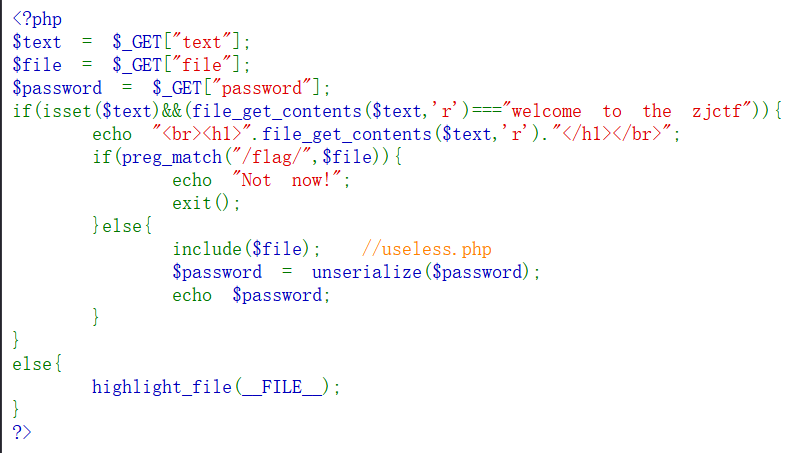 <?php
$text = $_GET["text"];
$file = $_GET["file"];
$password = $_GET["password"];
if(isset($text)&&(file_get_contents($text,'r')==="welcome to the zjctf")){
    echo "<br><h1>".file_get_contents($text,'r')."</h1></br>";
    if(preg_match("/flag/",$file)){
        echo "Not now!";
        exit();
    }else{
        include($file);  //useless.php
        $password = unserialize($password);
        echo $password;
    }
}
else{
    highlight_file(__FILE__);
}
?>